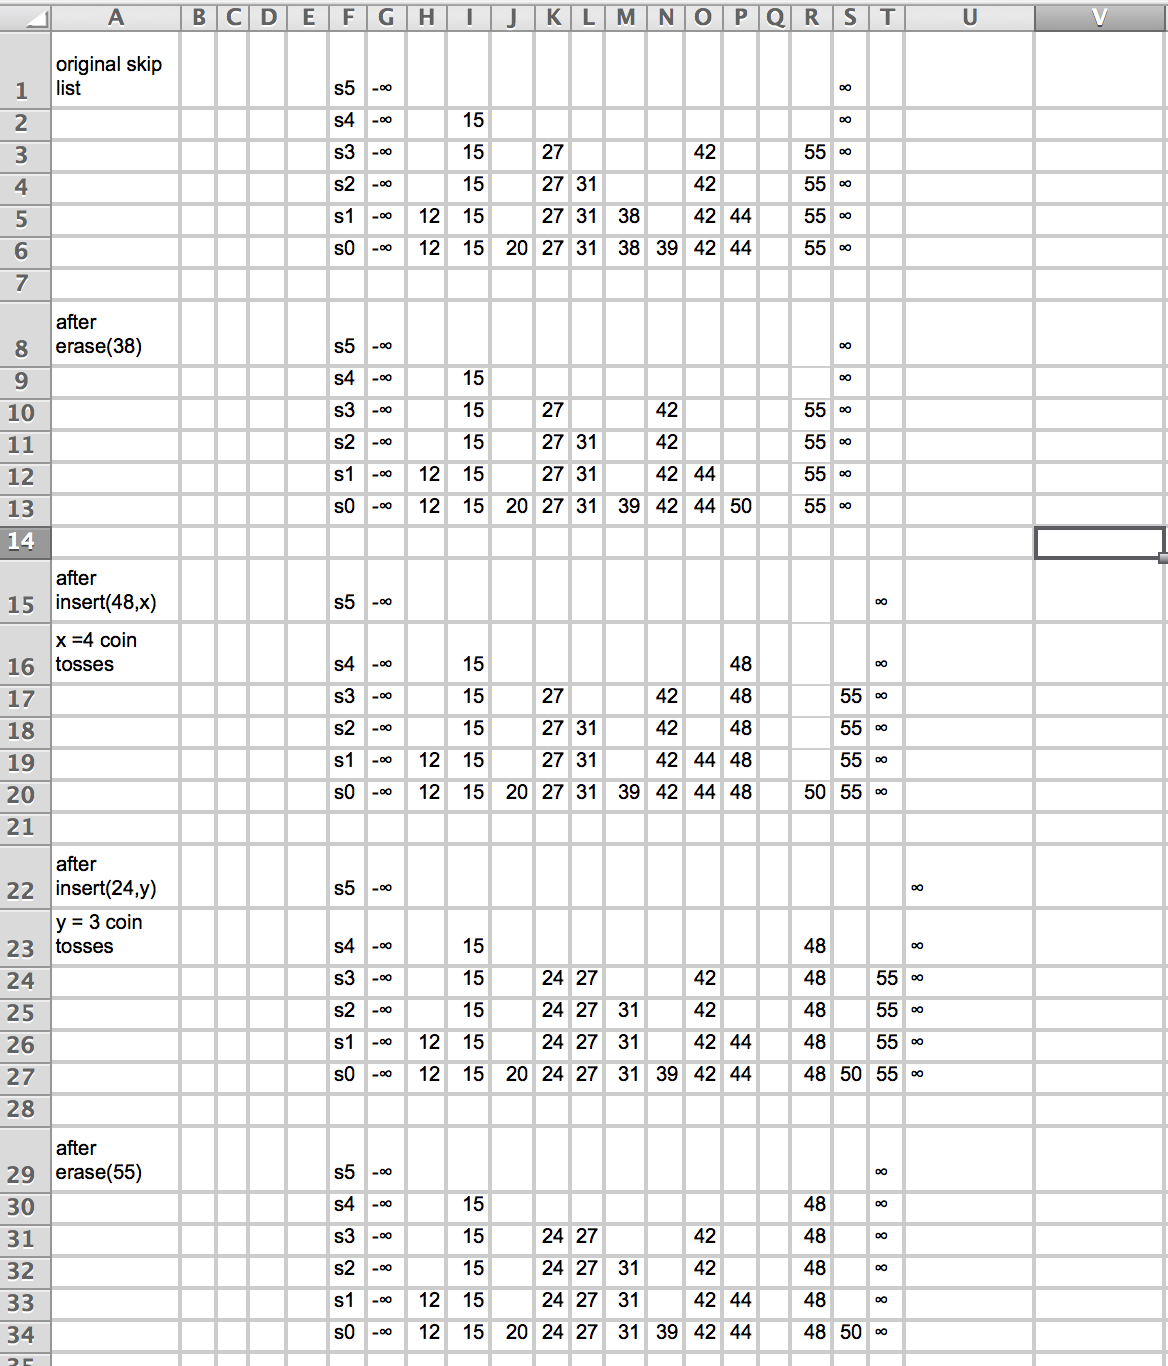 A B C D E F G H I J K L M N O P Q R S T U V
original skip
1 list s5 -∞ ∞
2 s4 -∞ 15 ∞
3 s3 -∞ 15 27 42 55 ∞
4 s2 -∞ 15 27 31 42 55 ∞
5 s1 -∞ 12 15 27 31 38 42 44 55 ∞
6 s0 -∞ 12 15 20 27 31 38 39 42 44 55 ∞
7
after
8 erase(38) s5 -∞ ∞
9 s4 -∞ 15 ∞
10 s3 -∞ 15 27 42 55 ∞
11 s2 -∞ 15 27 31 42 55 ∞
12 s1 -∞ 12 15 27 31 42 44 55 ∞
13 s0 -∞ 12 15 20 27 31 39 42 44 50 55 ∞
14
after
15 insert(48,x) s5 -∞ ∞
x =4 coin
16 tosses s4 -∞ 15 48 ∞
17 s3 -∞ 15 27 42 48 55 ∞
18 s2 -∞ 15 27 31 42 48 55 ∞
19 s1 -∞ 12 15 27 31 42 44 48 55 ∞
20 s0 -∞ 12 15 20 27 31 39 42 44 48 50 55 ∞
21
after
22 insert(24,y) s5 -∞ ∞
y = 3 coin
23 tosses s4 -∞ 15 48 ∞
24 s3 -∞ 15 24 27 42 48 55 ∞
25 s2 -∞ 15 24 27 31 42 48 55 ∞
26 s1 -∞ 12 15 24 27 31 42 44 48 55 ∞
27 s0 -∞ 12 15 20 24 27 31 39 42 44 48 50 55 ∞
28
after
29 erase(55) s5 -∞ ∞
30 s4 -∞ 15 48 ∞
31 s3 -∞ 15 24 27 42 48 ∞
32 s2 -∞ 15 24 27 31 42 48 ∞
33 s1 -∞ 12 15 24 27 31 42 44 48 ∞
34 s0 -∞ 12 15 20 24 27 31 39 42 44 48 50 ∞
35